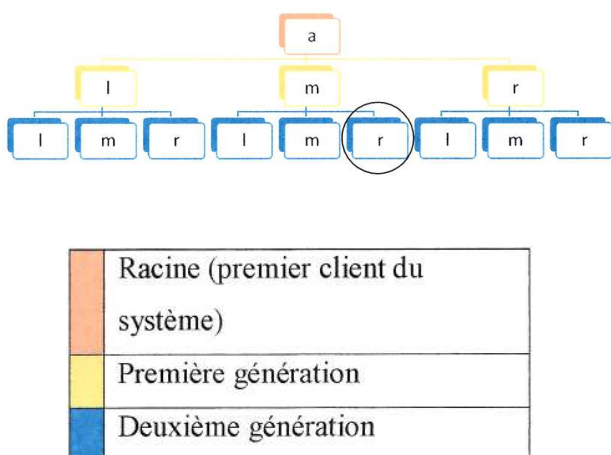 a
l m r
l m r l m r l m r
Racine (premier client du
système)
Première génération
Deuxième génération